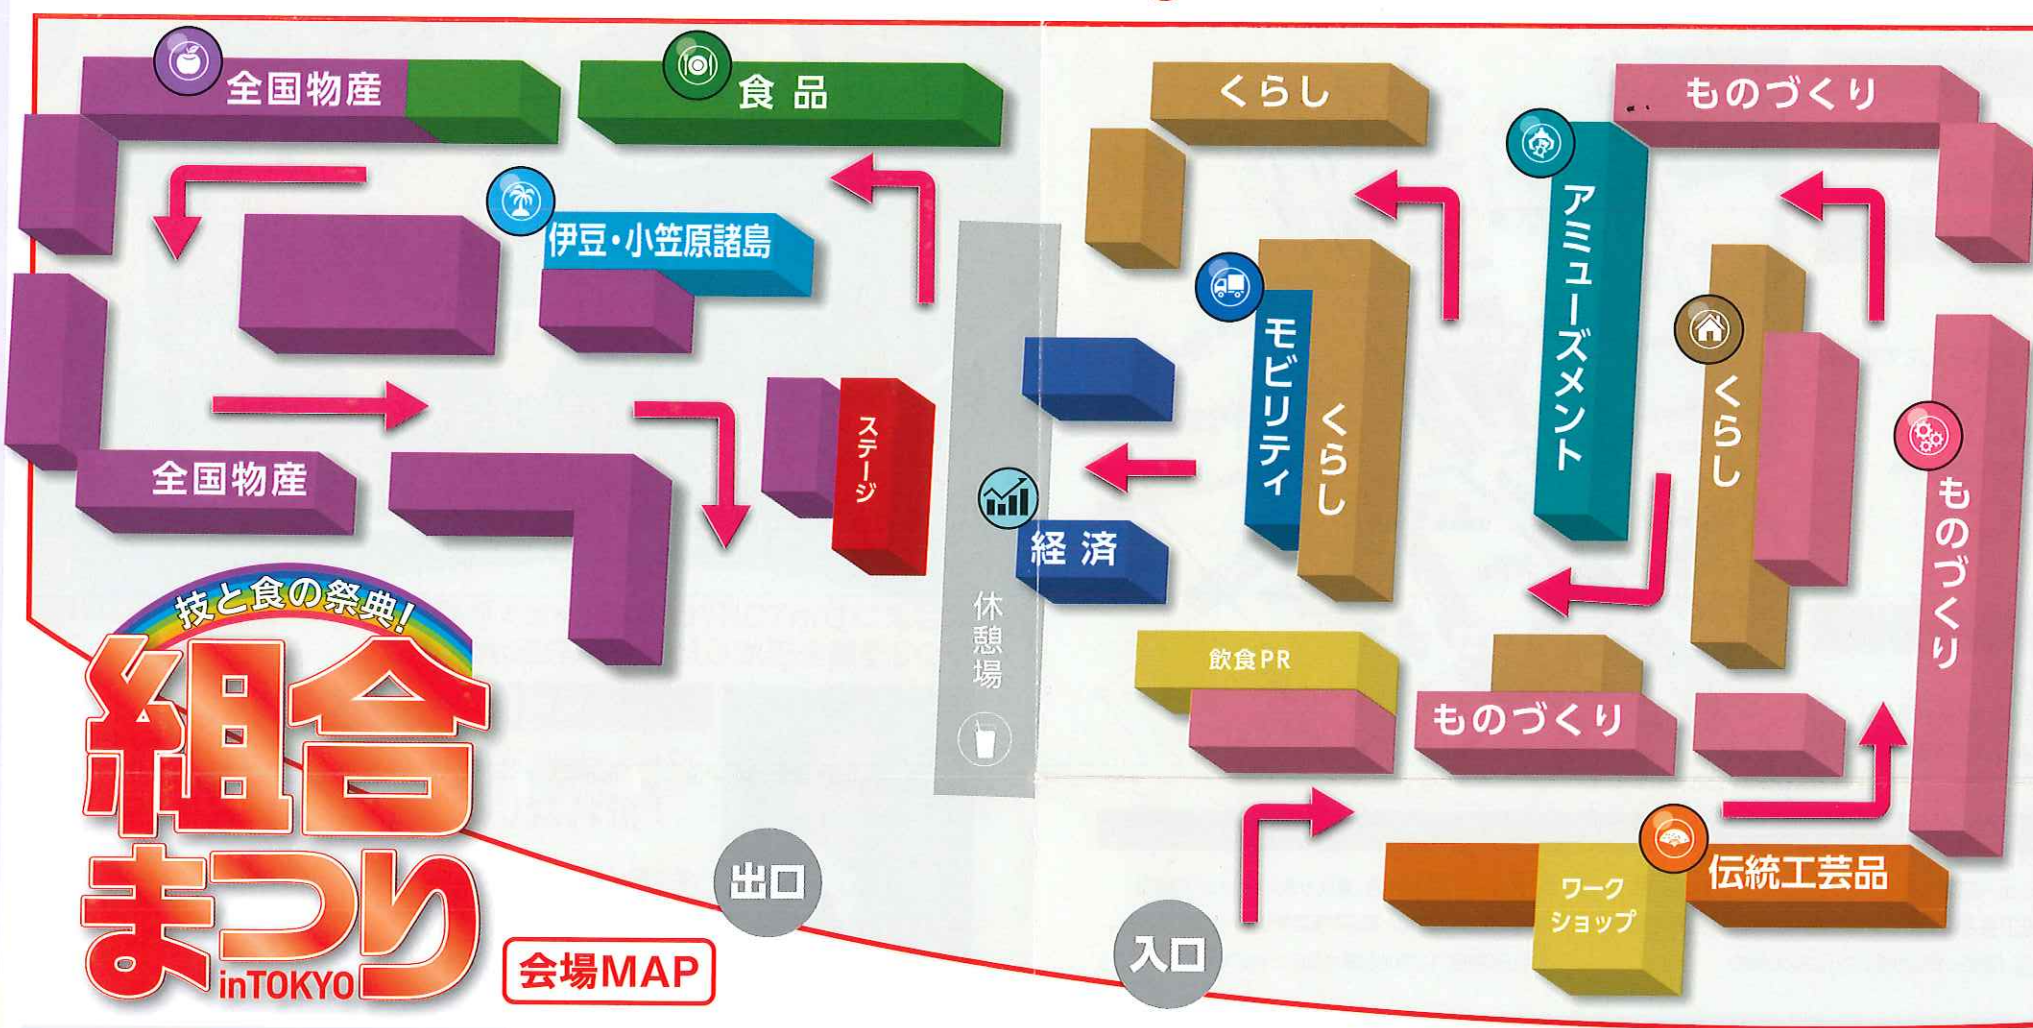 全国物産
食品
くらし
ものづくり
伊豆・小笠原諸島
アミューズメント
モビリティ
くらし
くらし
ものづくり
ステージ
全国物産
経済
休憩場
飲食PR
ものづくり
技と食の祭典!
組合
まつり
inTOKYO
会場MAP
出口
入口
ワーク
ショップ
伝統工芸品